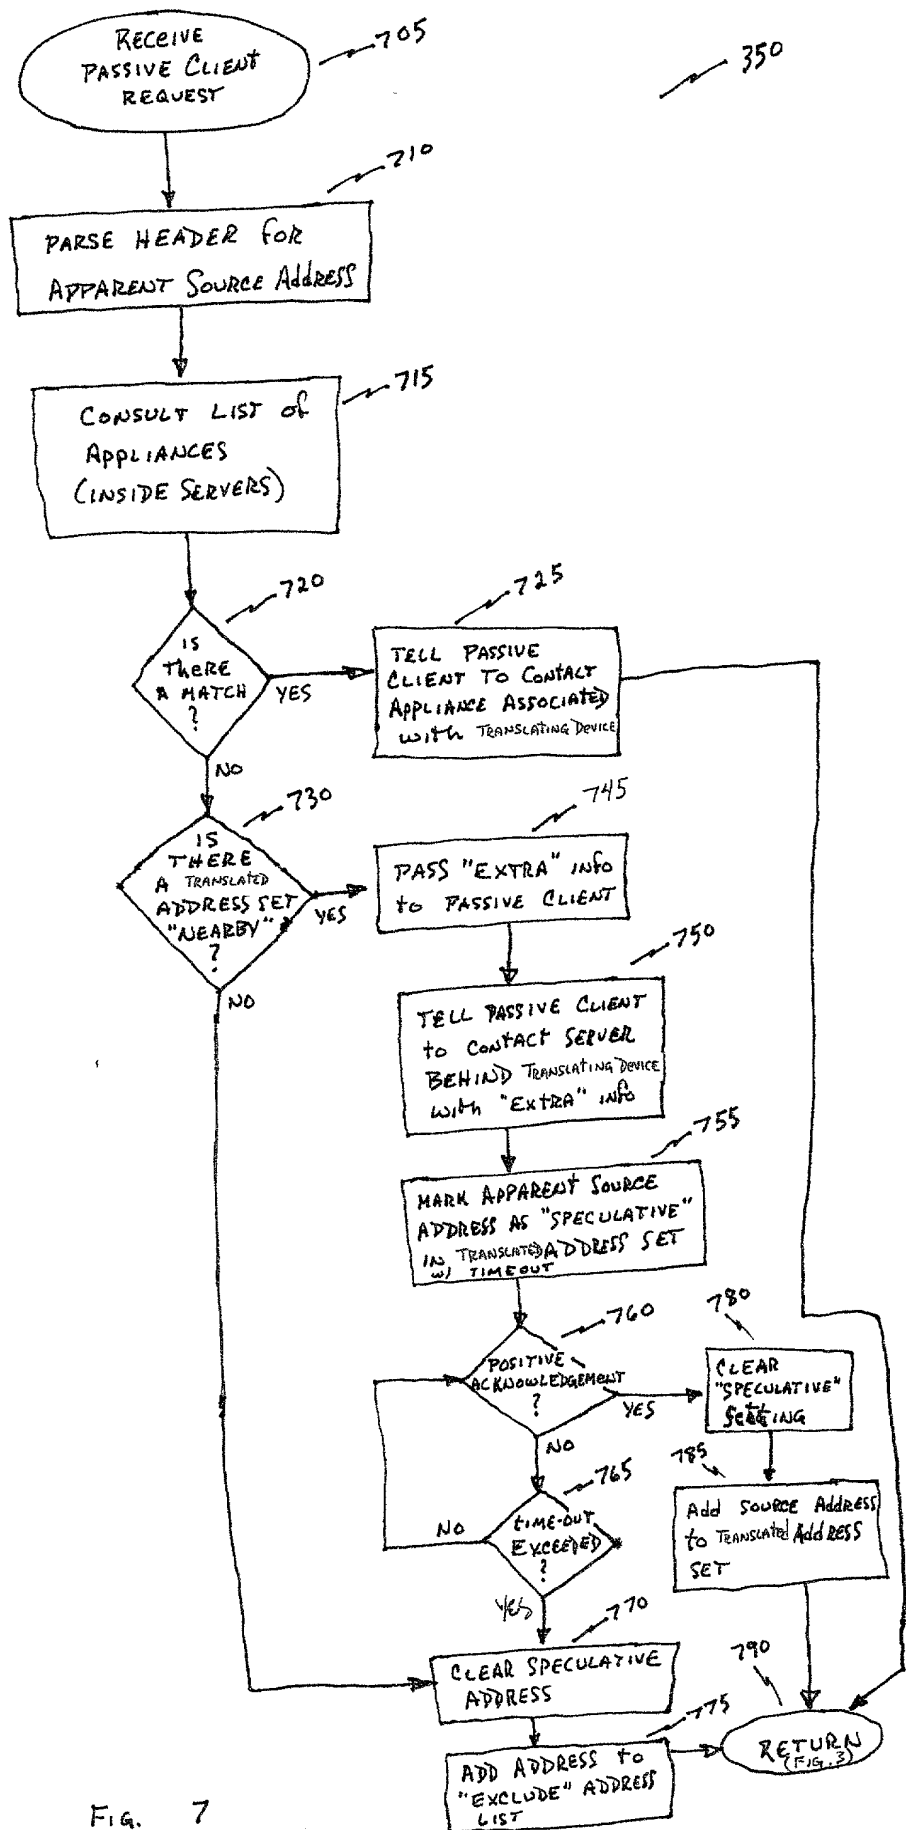 RECEIVE
PASSIVE CLIENT
REQUEST
705
350
710
PARSE HEADER for
APPARENT SOURCE Address
715
CONSULT LIST of
APPLIANCES
(INSIDE SERVERS)
720
IS
THERE
A MATCH
?
YES
NO
725
TELL PASSIVE
CLIENT TO CONTACT
APPLIANCE ASSOCIATED
with TRANSLATING DEVICE
730
IS
THERE
A TRANSLATED
ADDRESS SET
"NEARBY"
?
YES
NO
745
PASS "EXTRA" info
to PASSIVE CLIENT
750
TELL PASSIVE CLIENT
to CONTACT SERVER
BEHIND TRANSLATING DEVICE
with "EXTRA" info
755
MARK APPARENT SOURCE
ADDRESS AS "SPECULATIVE"
IN TRANSLATED ADDRESS SET
w/ TIMEOUT
760
POSITIVE
ACKNOWLEDGEMENT
?
YES
NO
780
CLEAR
"SPECULATIVE"
765
TIME-OUT
EXCEEDED
?
NO
YES
785
Add SOURCE Address
to TRANSLATED Address
SET
770
CLEAR SPECULATIVE
ADDRESS
775
ADD ADDRESS to
"EXCLUDE" ADDRESS
LIST
790
RETURN
(FIG. 3)
FIG. 7